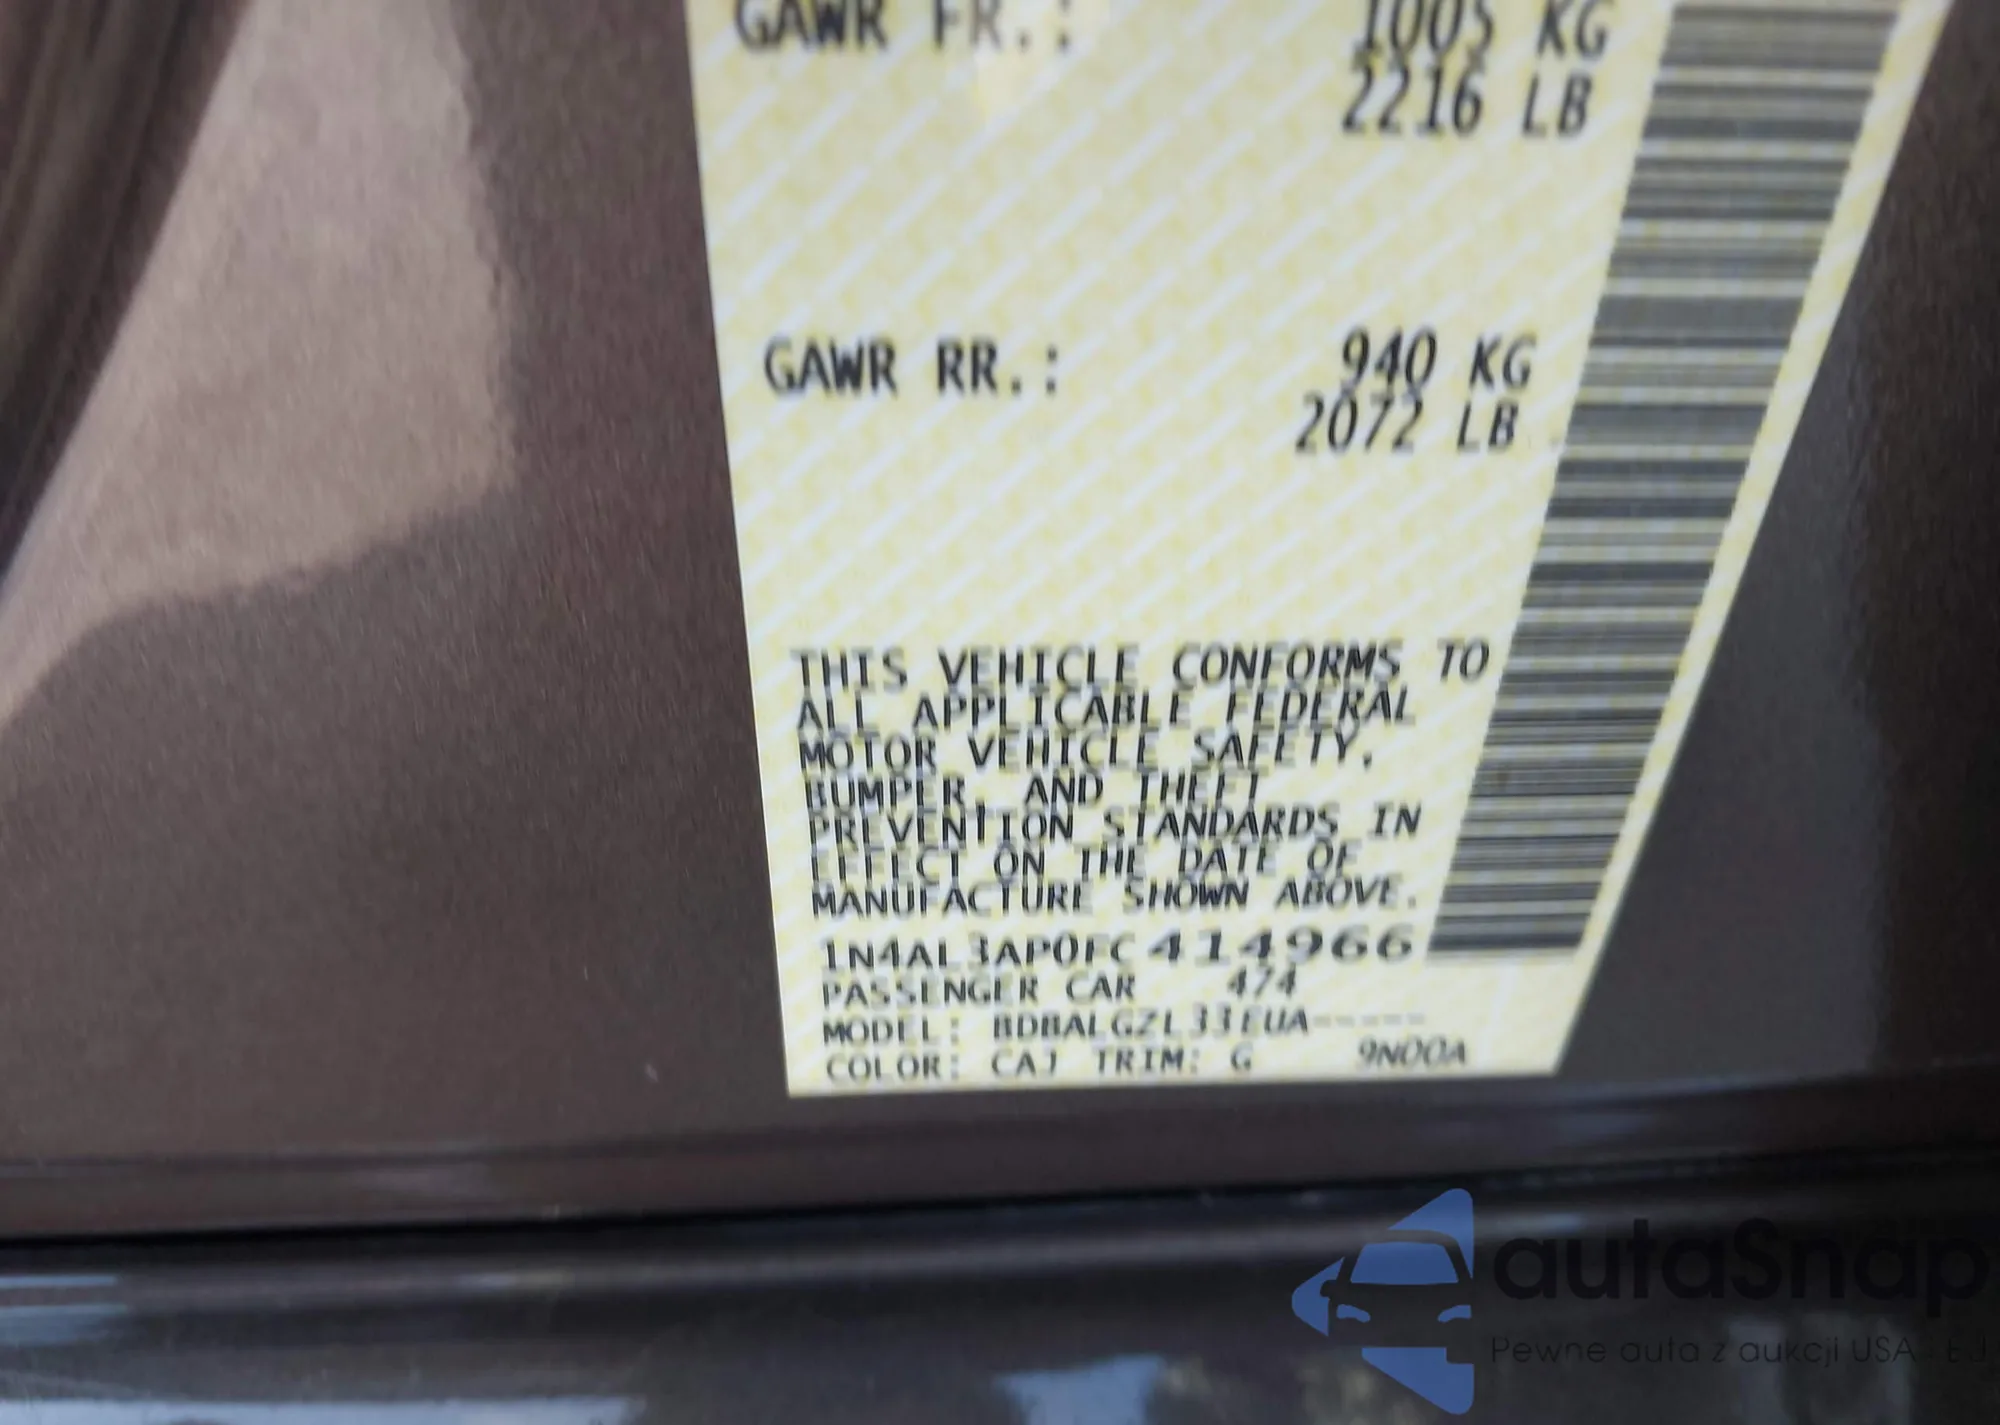 GAWR FR.: 1005 KG
2216 LB
GAWR RR.: 940 KG
2072 LB
THIS VEHICLE CONFORMS TO
ALL APPLICABLE FEDERAL
MOTOR VEHICLE SAFETY,
BUMPER, AND THEFT
PREVENTION STANDARDS IN
EFFECT ON THE DATE OF
MANUFACTURE SHOWN ABOVE.
1N4AL3AP0FC414966
PASSENGER CAR 474
MODEL: BDBALGZL33EUA-----
COLOR: CAJ TRIM: G 9N00A
autaSnap
Pewne auta z aukcji USA - EU